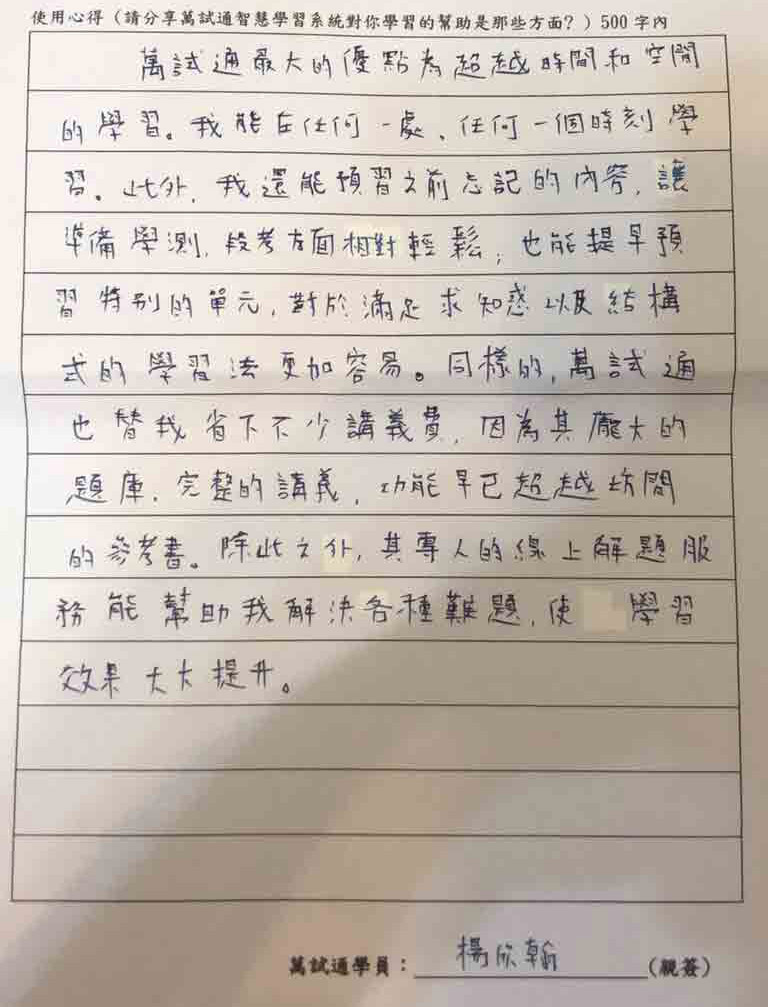 使用心得（請分享萬試通智慧學習系統對你學習的幫助是那些方面？）500字內
萬試通最大的優點為超越時間和空間
的學習。我能在任何一處、任何一個時刻學
習。此外，我還能預習之前忘記的內容，讓
準備學測，段考方面相對輕鬆，也能提早預
習特別的單元，對於滿足求知惑以及結構
式的學習法更加容易。同樣的，萬試通
也替我省下不少講義費，因為其龐大的
題庫、完整的講義，功能早已超越坊間
的參考書。除此之外，其專人的線上解題服
務能幫助我解決各種難題，使 學習
效果大大提升。
萬試通學員：楊欣翰(親簽)